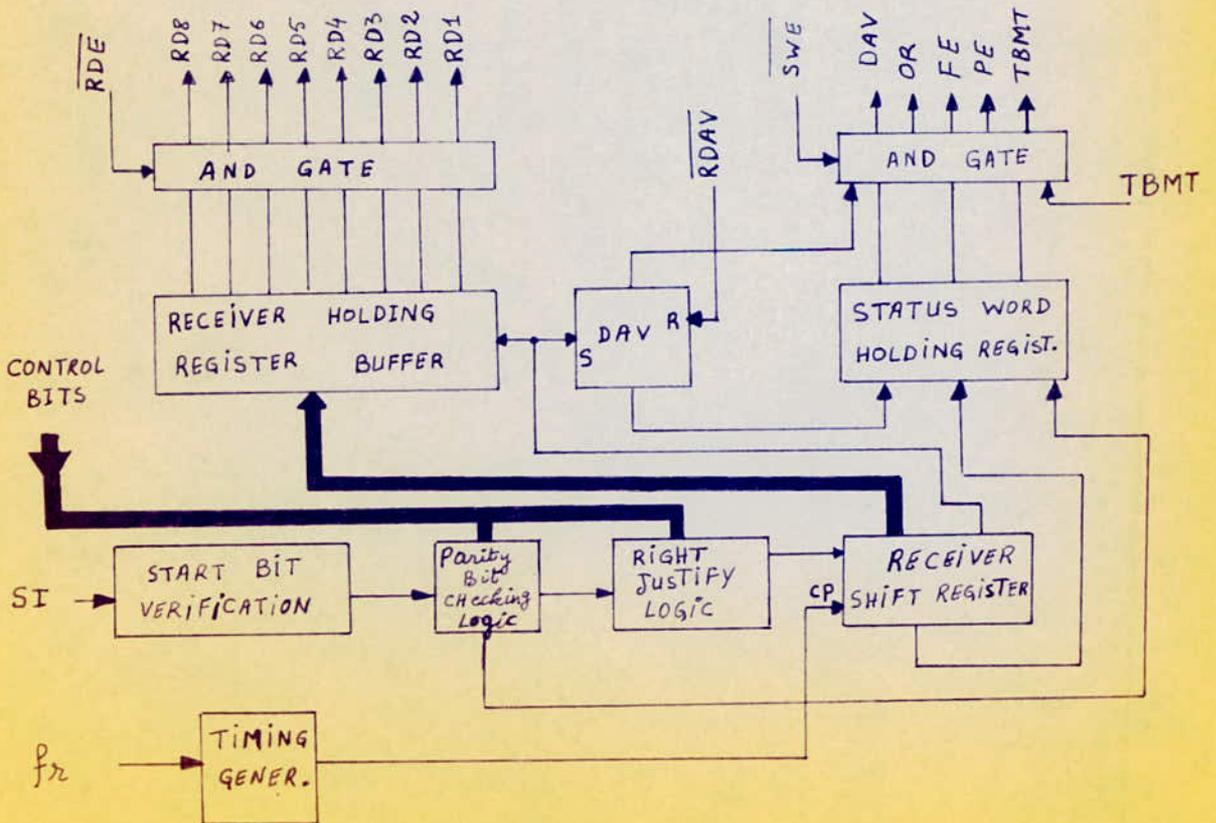 RDE
RD8
RD7
RD6
RD5
RD4
RD3
RD2
RD1
SWE
DAV
OR
FE
PE
TBMT
RDAV
AND GATE
AND GATE
TBMT
RECEIVER HOLDING
REGISTER BUFFER
DAV R
S
STATUS WORD
HOLDING REGIST.
CONTROL
BITS
SI
START BIT
VERIFICATION
Parity
Bit
CHecking
Logic
RIGHT
JUSTIFY
LOGIC
CP
RECEIVER
SHIFT REGISTER
fr
TIMING
GENER.